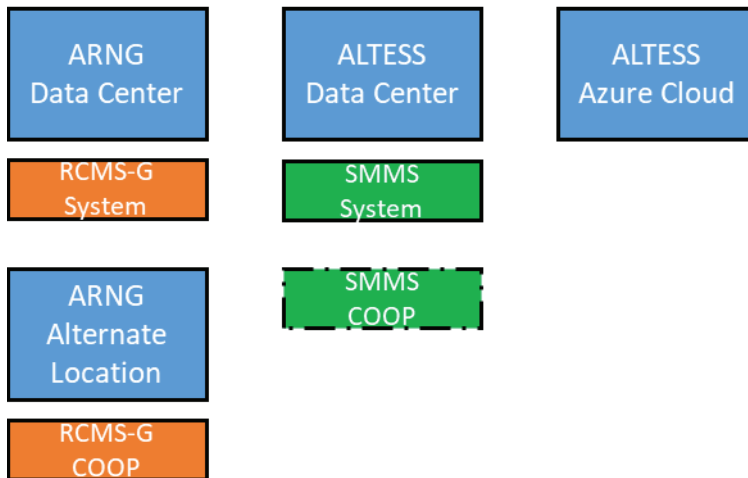 ARNG
Data Center
ALTESS
Data Center
ALTESS
Azure Cloud
RCMS-G
System
SMMS
System
ARNG
Alternate
Location
SMMS
COOP
RCMS-G
COOP